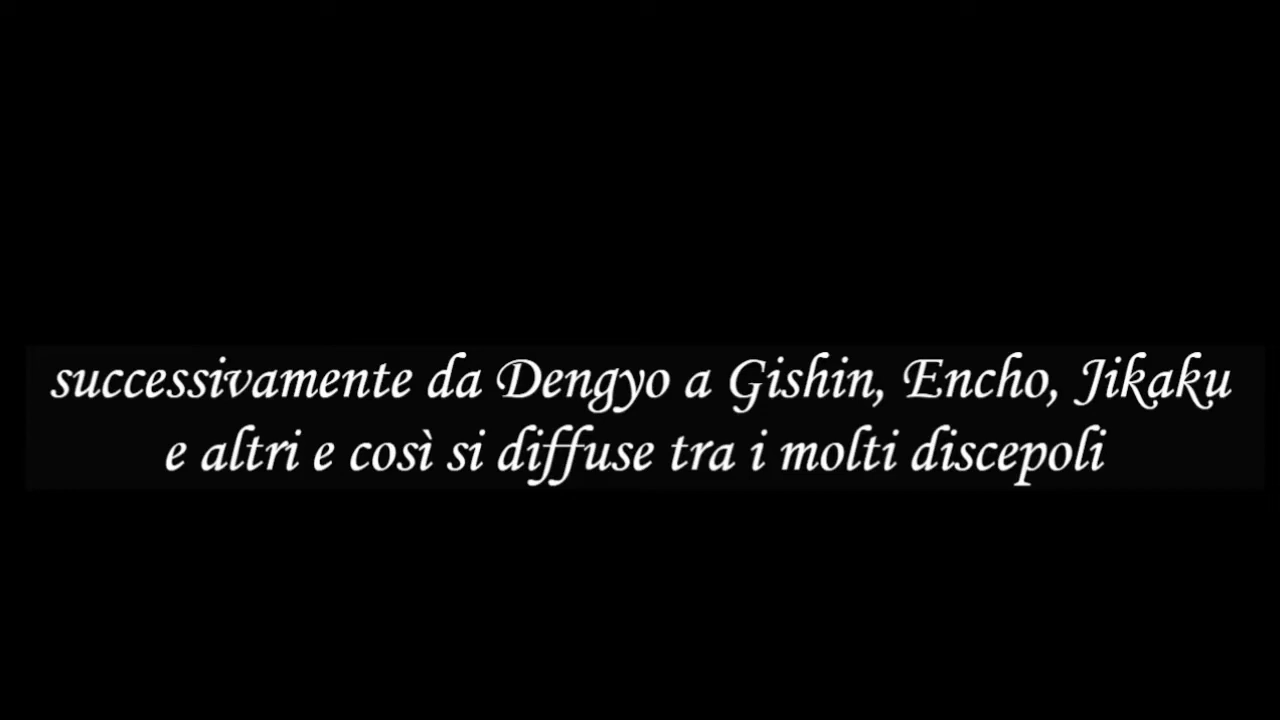 successivamente da Dengyo a Gishin, Encho, Jikaku
e altri e così si diffuse tra i molti discepoli